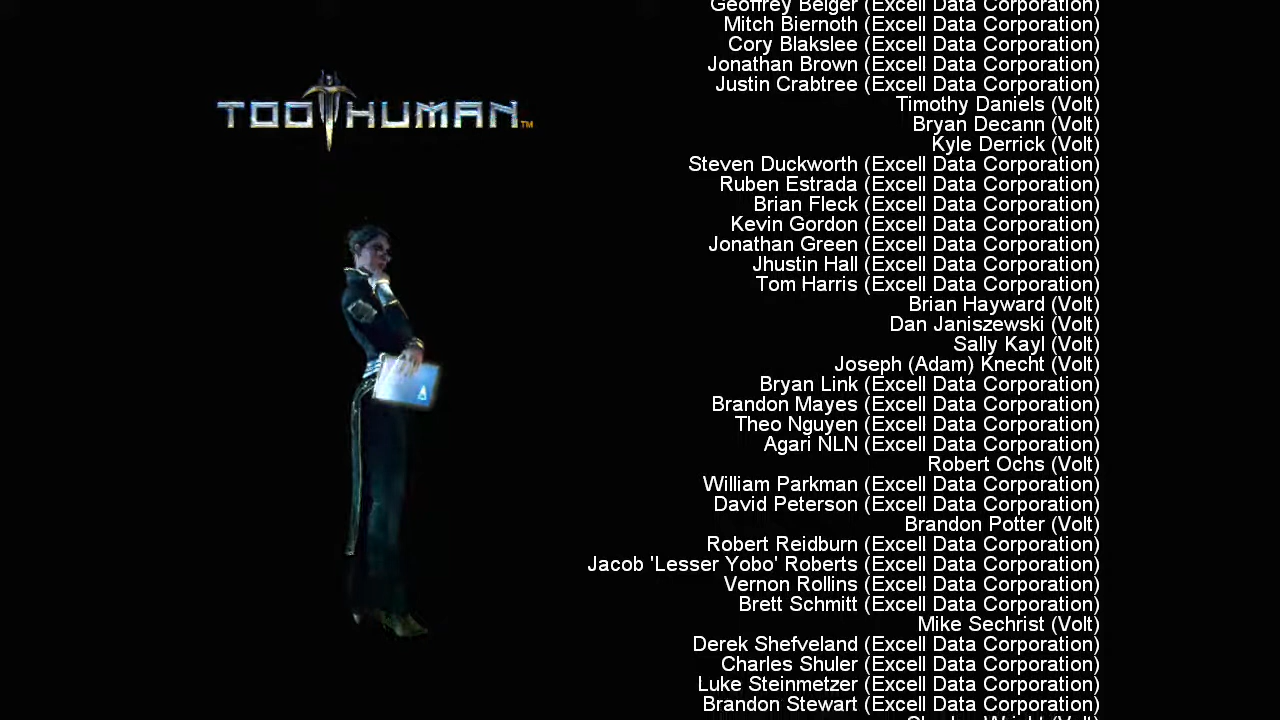 TOO HUMAN™
Geoffrey Beiger (Excell Data Corporation)
Mitch Biernoth (Excell Data Corporation)
Cory Blakslee (Excell Data Corporation)
Jonathan Brown (Excell Data Corporation)
Justin Crabtree (Excell Data Corporation)
Timothy Daniels (Volt)
Bryan Decann (Volt)
Kyle Derrick (Volt)
Steven Duckworth (Excell Data Corporation)
Ruben Estrada (Excell Data Corporation)
Brian Fleck (Excell Data Corporation)
Kevin Gordon (Excell Data Corporation)
Jonathan Green (Excell Data Corporation)
Jhustin Hall (Excell Data Corporation)
Tom Harris (Excell Data Corporation)
Brian Hayward (Volt)
Dan Janiszewski (Volt)
Sally Kayl (Volt)
Joseph (Adam) Knecht (Volt)
Bryan Link (Excell Data Corporation)
Brandon Mayes (Excell Data Corporation)
Theo Nguyen (Excell Data Corporation)
Agari NLN (Excell Data Corporation)
Robert Ochs (Volt)
William Parkman (Excell Data Corporation)
David Peterson (Excell Data Corporation)
Brandon Potter (Volt)
Robert Reidburn (Excell Data Corporation)
Jacob 'Lesser Yobo' Roberts (Excell Data Corporation)
Vernon Rollins (Excell Data Corporation)
Brett Schmitt (Excell Data Corporation)
Mike Sechrist (Volt)
Derek Shefveland (Excell Data Corporation)
Charles Shuler (Excell Data Corporation)
Luke Steinmetzer (Excell Data Corporation)
Brandon Stewart (Excell Data Corporation)